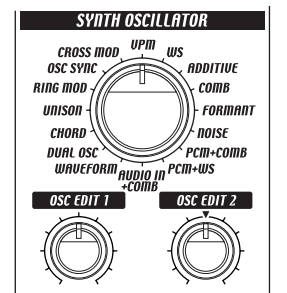 SYNTH OSCILLATOR
VPM
CROSS MOD
WS
OSC SYNC
ADDITIVE
RING MOD
COMB
UNISON
FORMANT
CHORD
NOISE
DUAL OSC
PCM+COMB
WAVEFORM
AUDIO IN
+COMB
PCM+WS
OSC EDIT 1
OSC EDIT 2